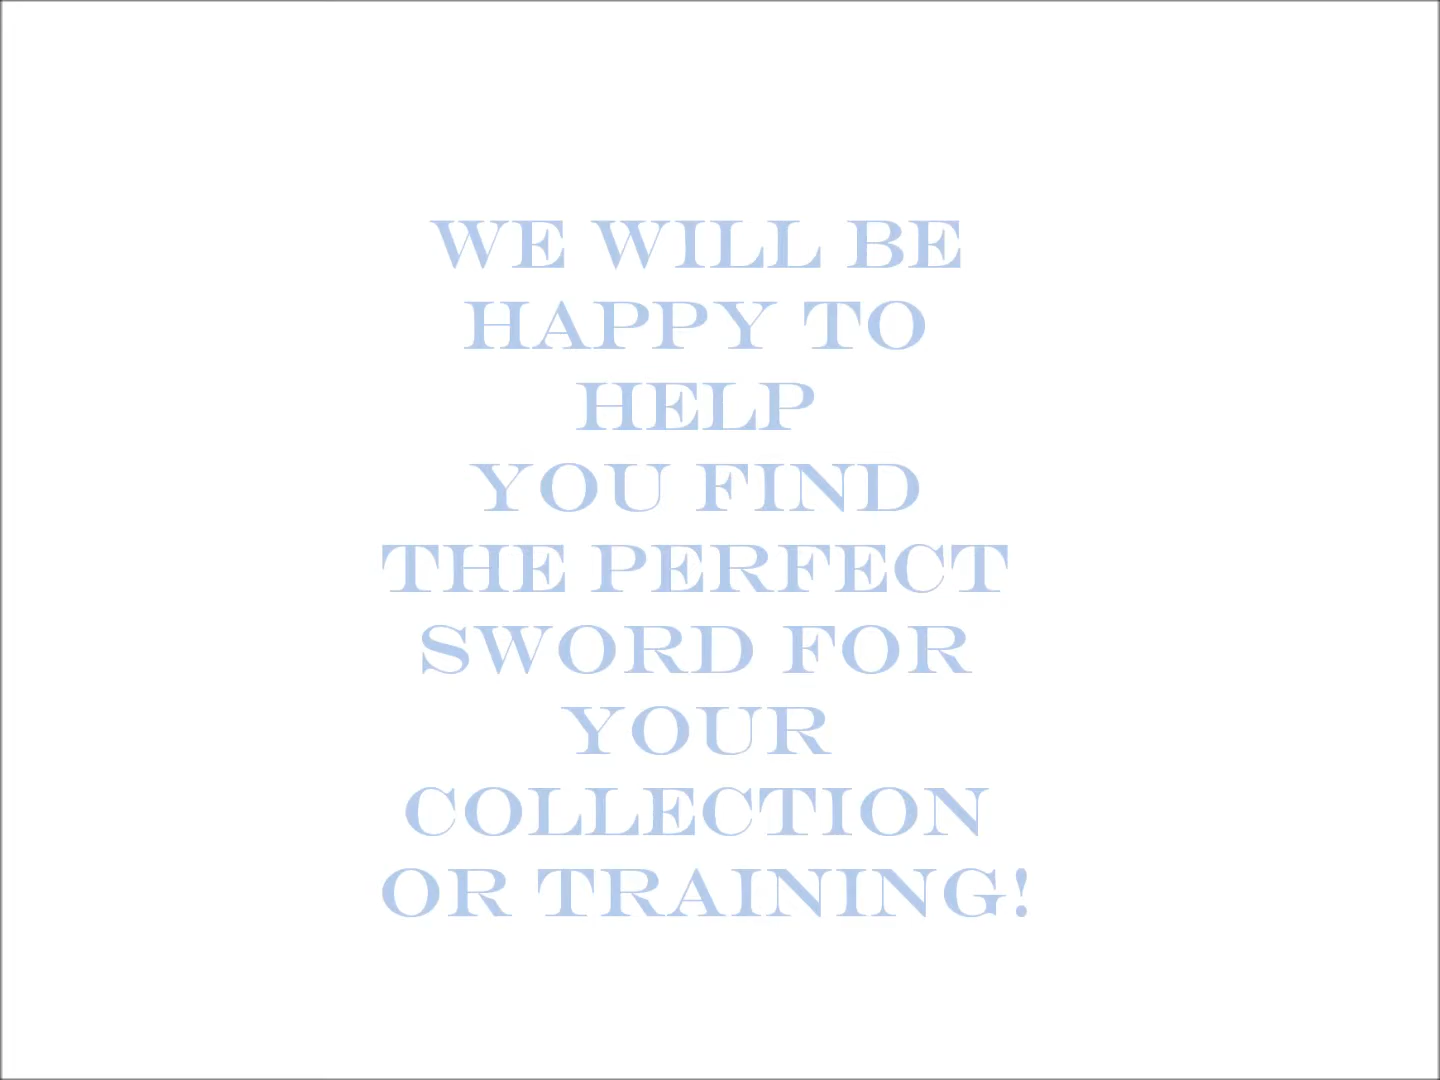 WE WILL BE
HAPPY TO
HELP
YOU FIND
THE PERFECT
SWORD FOR
YOUR
COLLECTION
OR TRAINING!